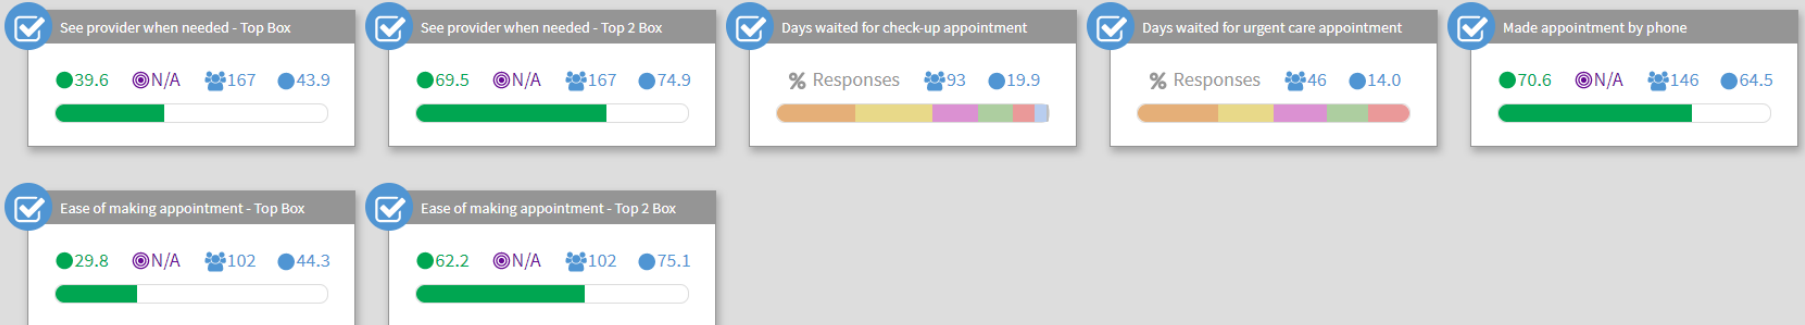 See provider when needed - Top Box
39.6 N/A 167 43.9
See provider when needed - Top 2 Box
69.5 N/A 167 74.9
Days waited for check-up appointment
% Responses 93 19.9
Days waited for urgent care appointment
% Responses 46 14.0
Made appointment by phone
70.6 N/A 146 64.5
Ease of making appointment - Top Box
29.8 N/A 102 44.3
Ease of making appointment - Top 2 Box
62.2 N/A 102 75.1